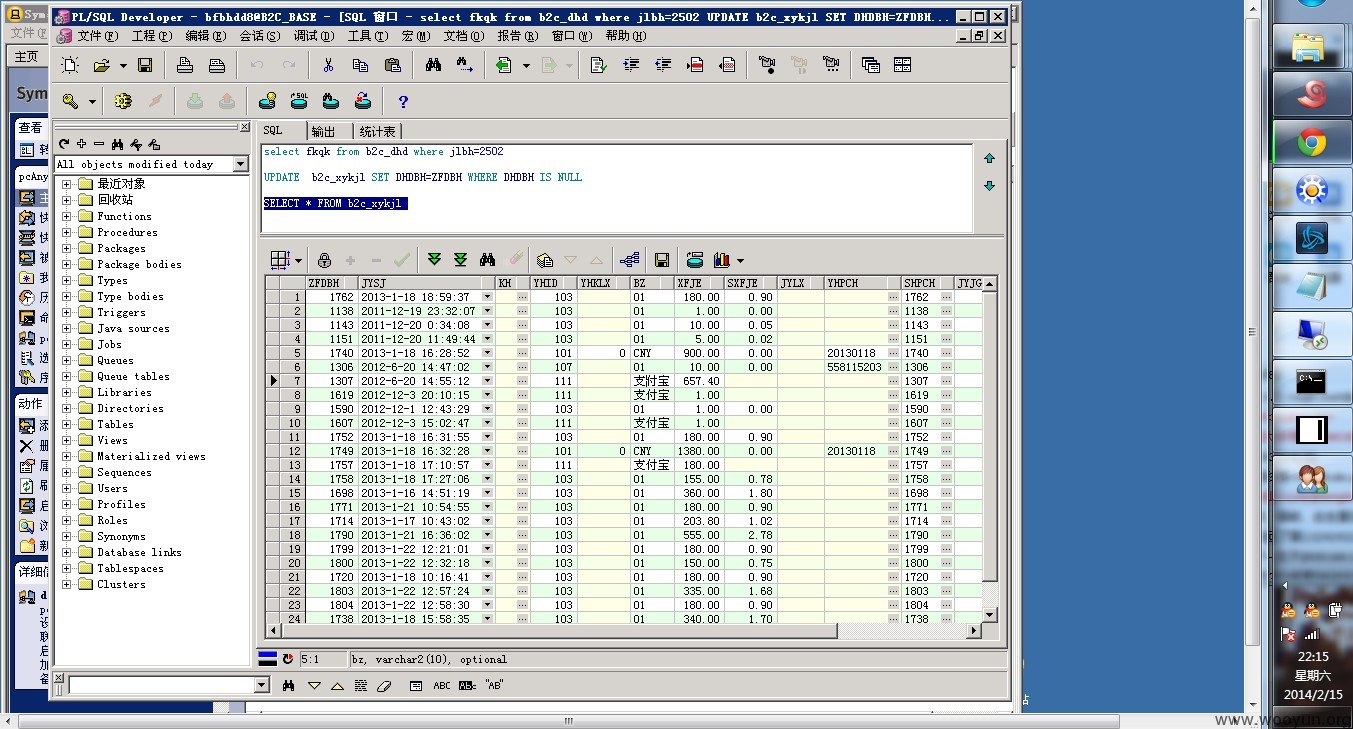 PL/SQL Developer - bfbhdd8@B2C_BASE - [SQL 窗口 - select fkqk from b2c_dhd where jlbh=2502 UPDATE b2c_xykjl SET DHDBH=ZFDBH...
文件(F) 工程(P) 编辑(E) 会话(S) 调试(D) 工具(T) 宏(M) 文档(O) 报告(R) 窗口(W) 帮助(H)
主页
Sym
查看
pcAny
动作
All objects modified today
最近对象
回收站
Functions
Procedures
Packages
Package bodies
Types
Type bodies
Triggers
Java sources
Jobs
Queues
Queue tables
Libraries
Directories
Tables
Views
Materialized views
Sequences
Users
Profiles
Roles
Synonyms
Database links
Tablespaces
Clusters
SQL 输出 统计表
select fkqk from b2c_dhd where jlbh=2502
UPDATE b2c_xykjl SET DHDBH=ZFDBH WHERE DHDBH IS NULL
SELECT * FROM b2c_xykjl
ZFDBH JYSJ KH YHID YHKLX BZ XFJE SXFJE JYLX YHPCH SHPCH JYJG
1 1762 2013-1-18 18:59:37 103 01 180.00 0.90 1762
2 1138 2011-12-19 23:32:07 103 01 1.00 0.00 1138
3 1143 2011-12-20 0:34:08 103 01 10.00 0.05 1143
4 1151 2011-12-20 11:49:44 103 01 5.00 0.02 1151
5 1740 2013-1-18 16:28:52 101 0 CNY 900.00 0.00 20130118 1740
6 1306 2012-6-20 14:47:02 107 01 10.00 0.00 558115203 1306
7 1307 2012-6-20 14:55:12 111 支付宝 657.40 1307
8 1619 2012-12-3 20:10:15 111 支付宝 1.00 1619
9 1590 2012-12-1 12:43:29 103 01 1.00 0.00 1590
10 1607 2012-12-3 15:02:47 111 支付宝 1.00 1607
11 1752 2013-1-18 16:31:55 103 01 180.00 0.90 1752
12 1749 2013-1-18 16:32:28 101 0 CNY 1380.00 0.00 20130118 1749
13 1757 2013-1-18 17:10:57 111 支付宝 180.00 1757
14 1758 2013-1-18 17:27:06 103 01 155.00 0.78 1758
15 1698 2013-1-16 14:51:19 103 01 360.00 1.80 1698
16 1771 2013-1-21 10:54:55 103 01 180.00 0.90 1771
17 1714 2013-1-17 10:43:02 103 01 203.80 1.02 1714
18 1790 2013-1-21 16:36:02 103 01 555.00 2.78 1790
19 1799 2013-1-22 12:21:01 103 01 180.00 0.90 1799
20 1800 2013-1-22 12:32:18 103 01 150.00 0.75 1800
21 1720 2013-1-18 10:16:41 103 01 180.00 0.90 1720
22 1803 2013-1-22 12:57:24 103 01 335.00 1.68 1803
23 1804 2013-1-22 12:58:30 103 01 180.00 0.90 1804
24 1738 2013-1-18 15:58:35 103 01 340.00 1.70 1738
5:1 bz, varchar2(10), optional
ABC "AB"
22:15
星期六
2014/2/15
www.wooyun.org